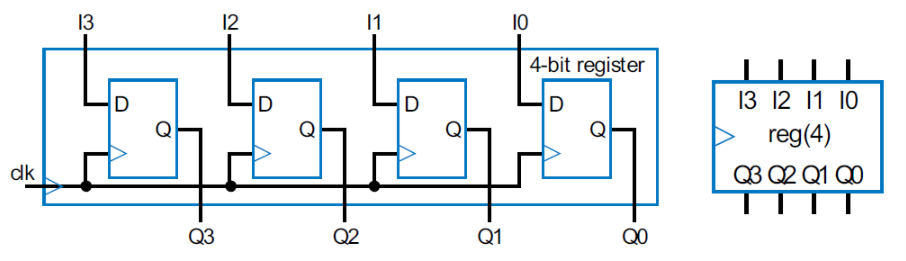 I3 I2 I1 I0
4-bit register
D D D D
Q Q Q Q
clk
Q3 Q2 Q1 Q0
I3 I2 I1 I0
reg(4)
Q3 Q2 Q1 Q0